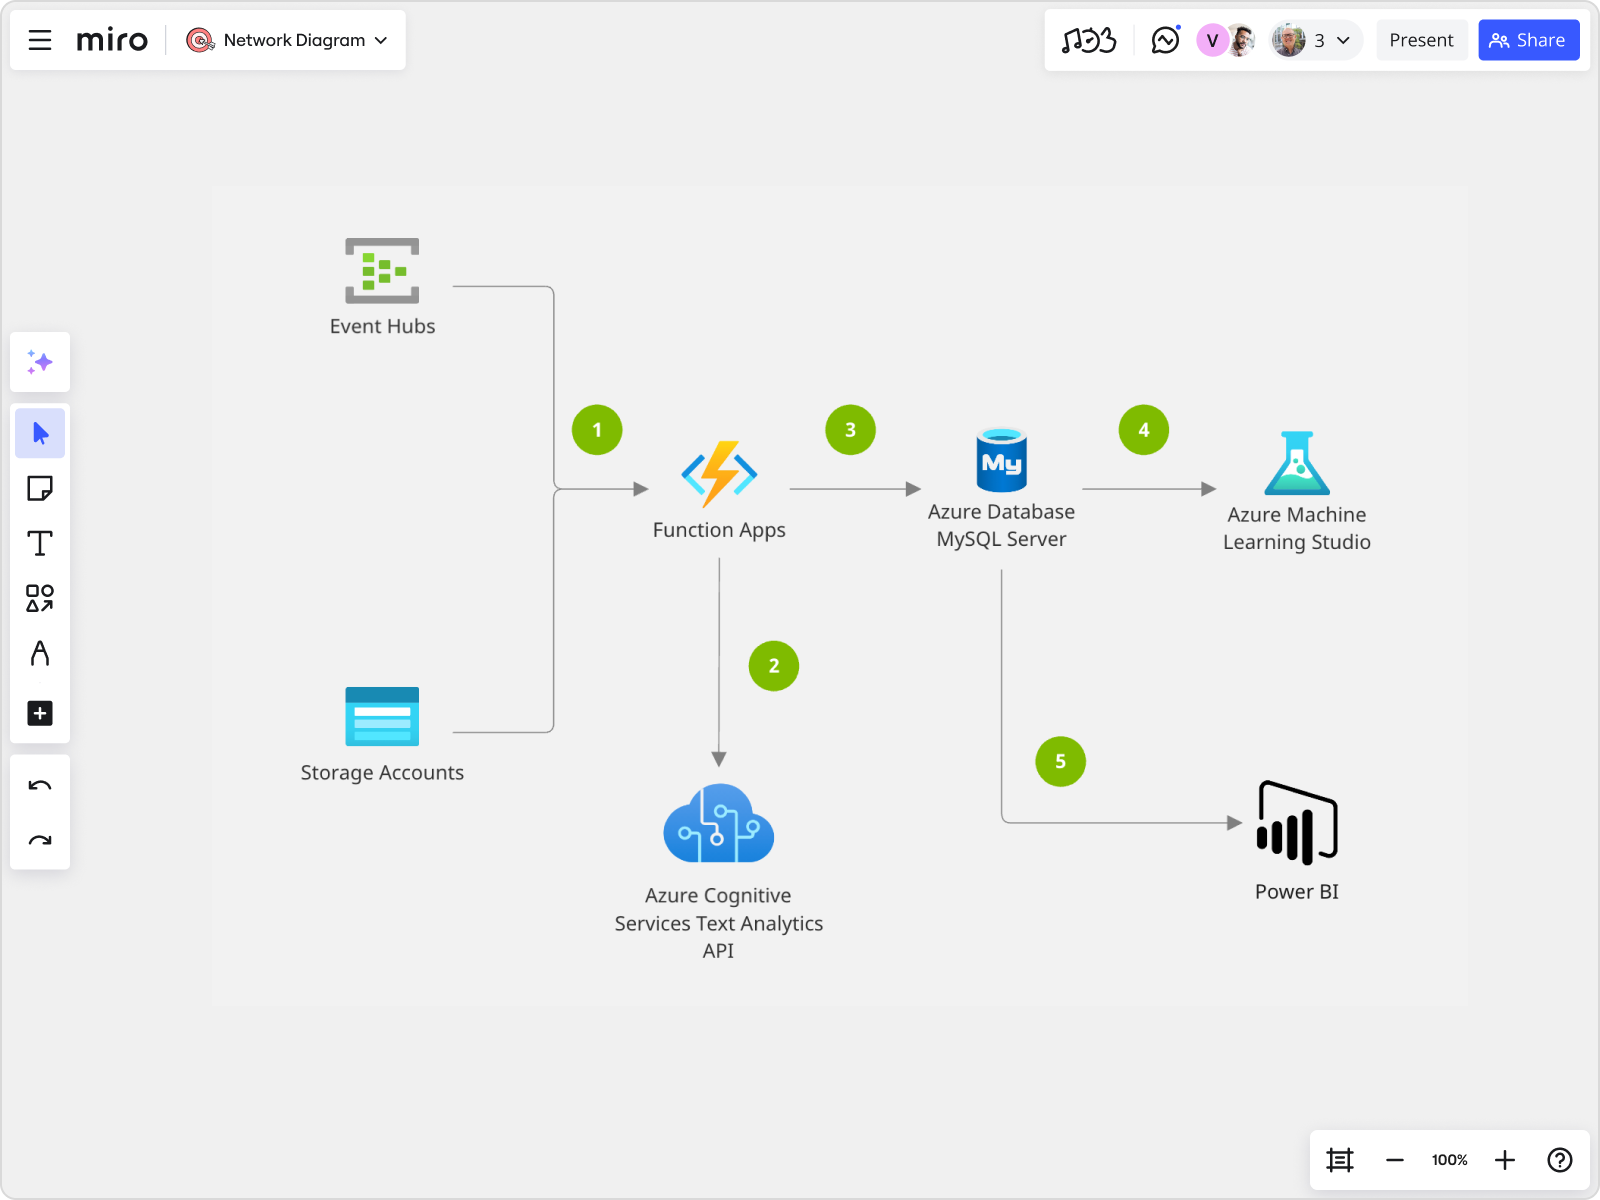 miro
Network Diagram
V
3
Present
Share
Event Hubs
1
3
4
My
Function Apps
Azure Database
MySQL Server
Azure Machine
Learning Studio
2
Storage Accounts
5
Azure Cognitive
Services Text Analytics
API
Power BI
100%